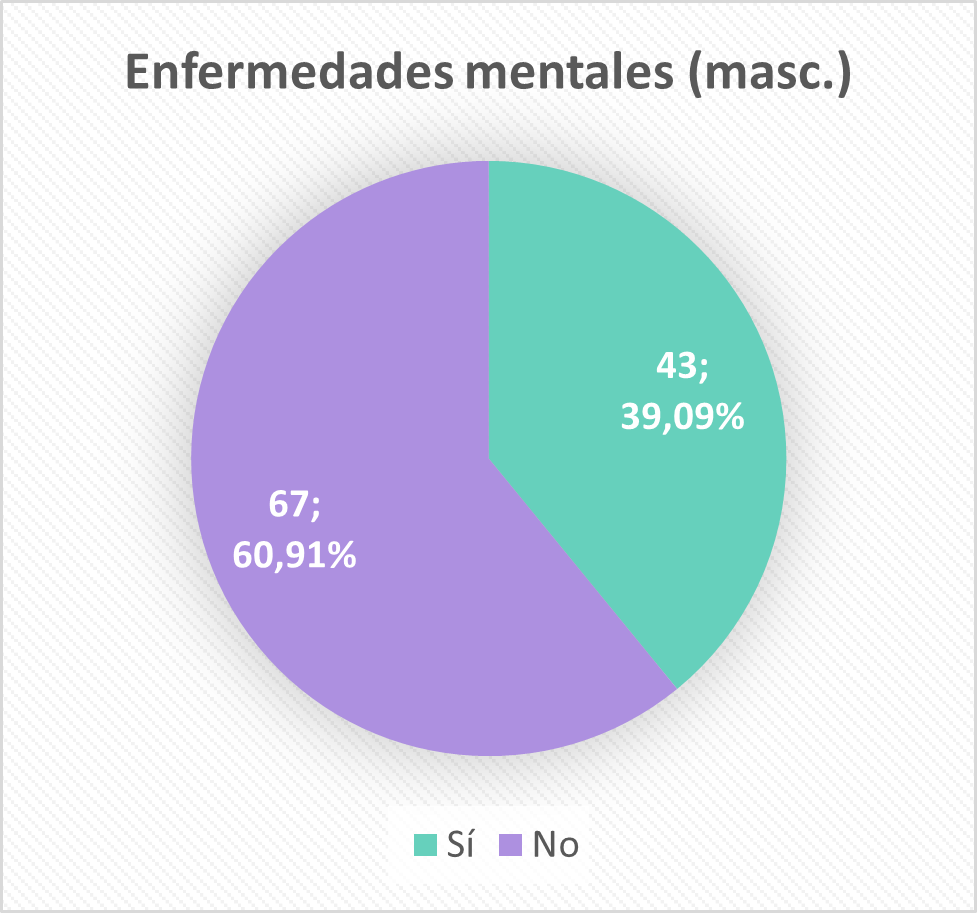 Enfermedades mentales (masc.)
43;
39,09%
67;
60,91%
Sí No